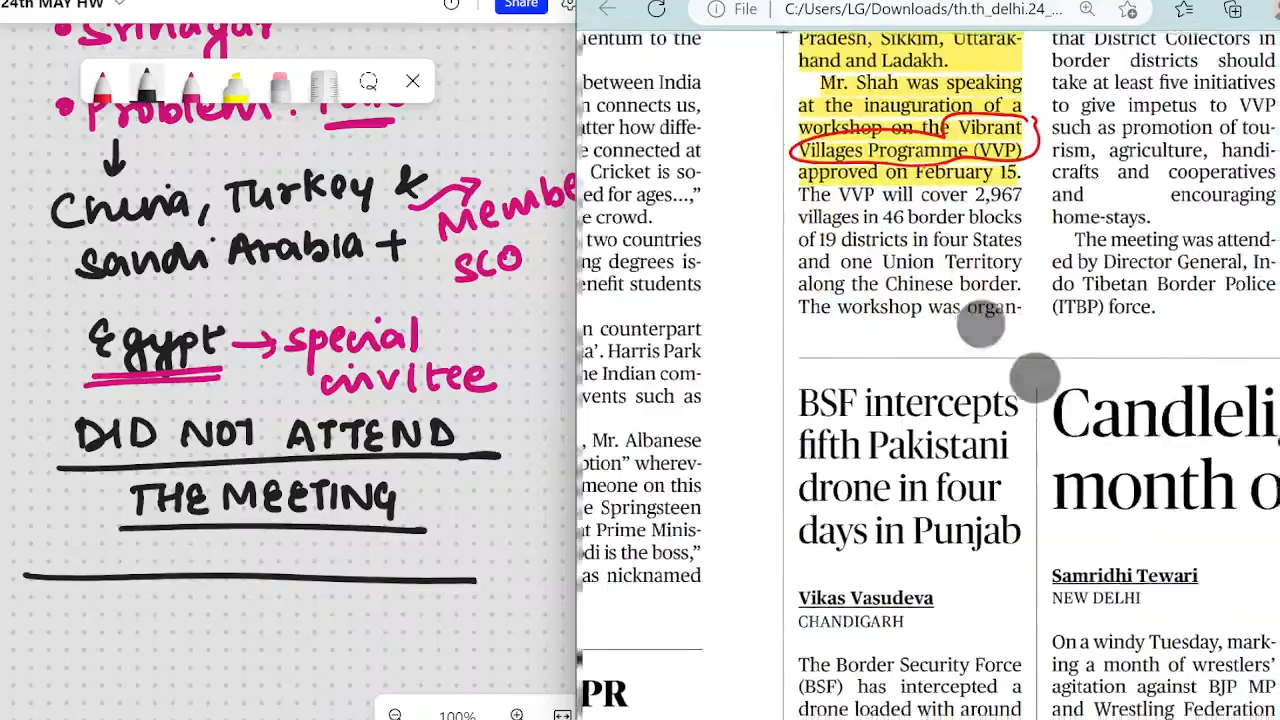 24th MAY HW
Share
• Srinagar
• Problem:
China, Turkey &
Saudi Arabia +
SCO
Egypt → special
invitee
DID NOT ATTEND
THE MEETING
100%
File
C:/Users/LG/Downloads/th.th_delhi.24_...
mentum to the
between India
connects us,
tter how diffe-
e connected at
Cricket is so-
ed for ages...,”
e crowd.
two countries
ng degrees is-
enefit students
n counterpart
a’. Harris Park
he Indian com-
vents such as
, Mr. Albanese
ption” wherev-
meone on this
e Springsteen
t Prime Minis-
di is the boss,”
as nicknamed
PR
Pradesh, Sikkim, Uttarak-
hand and Ladakh.
Mr. Shah was speaking
at the inauguration of a
workshop on the Vibrant
Villages Programme (VVP)
approved on February 15.
The VVP will cover 2,967
villages in 46 border blocks
of 19 districts in four States
and one Union Territory
along the Chinese border.
The workshop was organ-
BSF intercepts
fifth Pakistani
drone in four
days in Punjab
Vikas Vasudeva
CHANDIGARH
The Border Security Force
(BSF) has intercepted a
drone loaded with around
that District Collectors in
border districts should
take at least five initiatives
to give impetus to VVP
such as promotion of tou-
rism, agriculture, handi-
crafts and cooperatives
and encouraging
home-stays.
The meeting was attend-
ed by Director General, In-
do Tibetan Border Police
(ITBP) force.
Candleli
month o
Samridhi Tewari
NEW DELHI
On a windy Tuesday, mark-
ing a month of wrestlers’
agitation against BJP MP
and Wrestling Federation